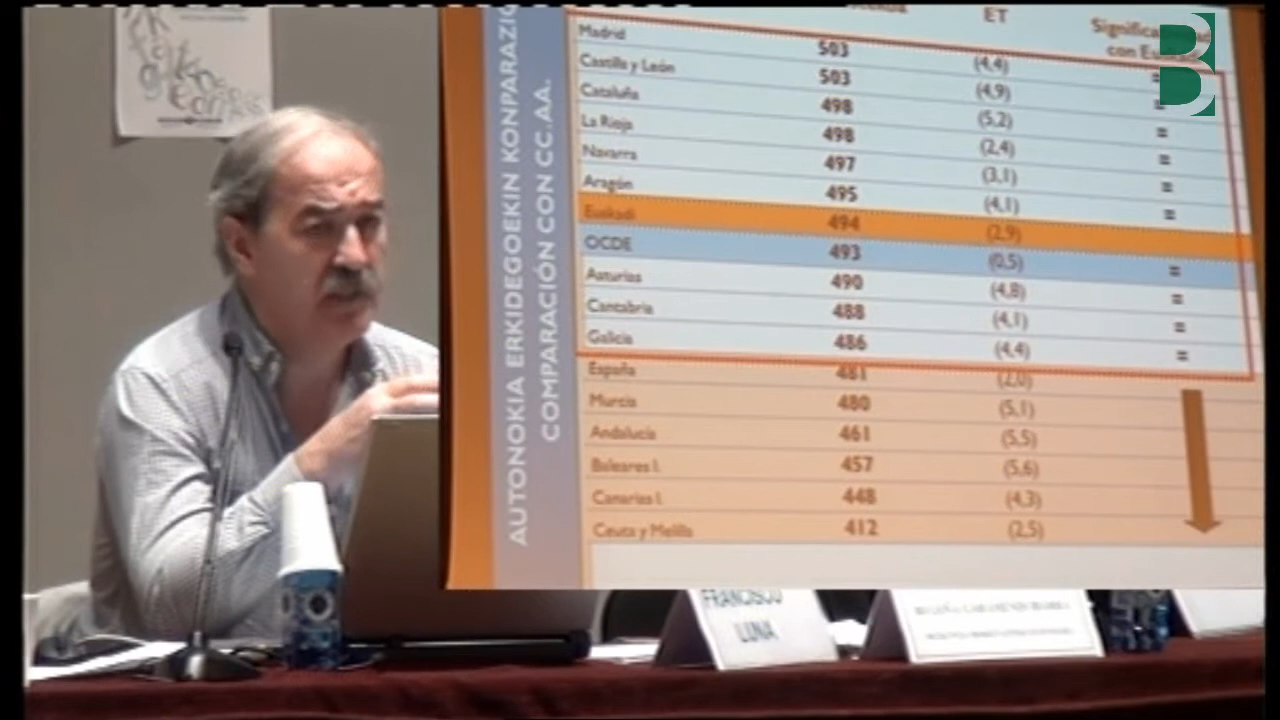 AUTONOKIA ERKIDEGOEKIN KONPARAZIO
COMPARACIÓN CON CC.AA.
ET
Madrid 503 (4,4) =
Castilla y León 503 (4,9) =
Cataluña 498 (5,2) =
La Rioja 498 (2,4) =
Navarra 497 (3,1) =
Aragón 495 (4,1) =
Euskadi 494 (2,9)
OCDE 493 (0,5) =
Asturias 490 (4,8) =
Cantabria 488 (4,1) =
Galicia 486 (4,4) =
España 481 (2,0)
Murcia 480 (5,1)
Andalucía 461 (5,5)
Baleares I. 457 (5,6)
Canarias I. 448 (4,3)
Ceuta y Melilla 412 (2,5)
FRANCISCO
LUNA
B